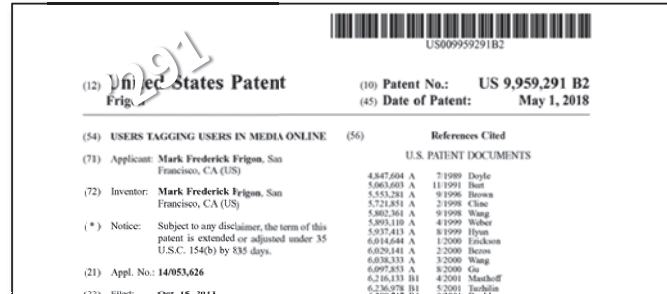 US009959291B2
(12) United States Patent
Frigon
(10) Patent No.: US 9,959,291 B2
(45) Date of Patent: May 1, 2018
291
(54) USERS TAGGING USERS IN MEDIA ONLINE
(71) Applicant: Mark Frederick Frigon, San
Francisco, CA (US)
(72) Inventor: Mark Frederick Frigon, San
Francisco, CA (US)
( * ) Notice: Subject to any disclaimer, the term of this
patent is extended or adjusted under 35
U.S.C. 154(b) by 835 days.
(21) Appl. No.: 14/053,626
(22) Filed: Oct. 15, 2013
(56) References Cited
U.S. PATENT DOCUMENTS
4,847,604 A 7/1989 Doyle
5,063,603 A 11/1991 Burt
5,553,281 A 9/1996 Brown
5,721,851 A 2/1998 Cline
5,802,361 A 9/1998 Wang
5,893,110 A 4/1999 Weber
5,937,413 A 8/1999 Hyun
6,014,644 A 1/2000 Erickson
6,029,141 A 2/2000 Bezos
6,038,333 A 3/2000 Wang
6,097,853 A 8/2000 Gu
6,216,133 B1 4/2001 Masthoff
6,236,978 B1 5/2001 Tuzhilin